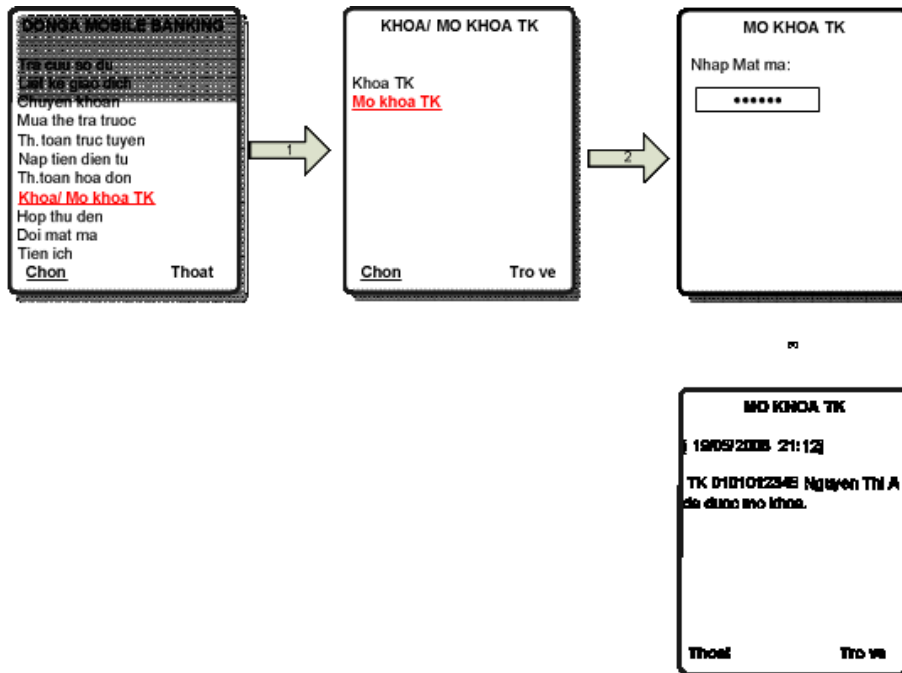 DONGA MOBILE BANKING
Tra cuu so du
Liet ke giao dich
Chuyen khoan
Mua the tra truoc
Th.toan truc tuyen
Nap tien dien tu
Th.toan hoa don
Khoa/ Mo khoa TK
Hop thu den
Doi mat ma
Tien ich
Chon Thoat
1
KHOA/ MO KHOA TK
Khoa TK
Mo khoa TK
Chon Tro ve
2
MO KHOA TK
Nhap Mat ma:
••••••
MO KHOA TK
21:12
TK Nguyen Thi A
da duoc mo khoa.
Thoat Tro ve